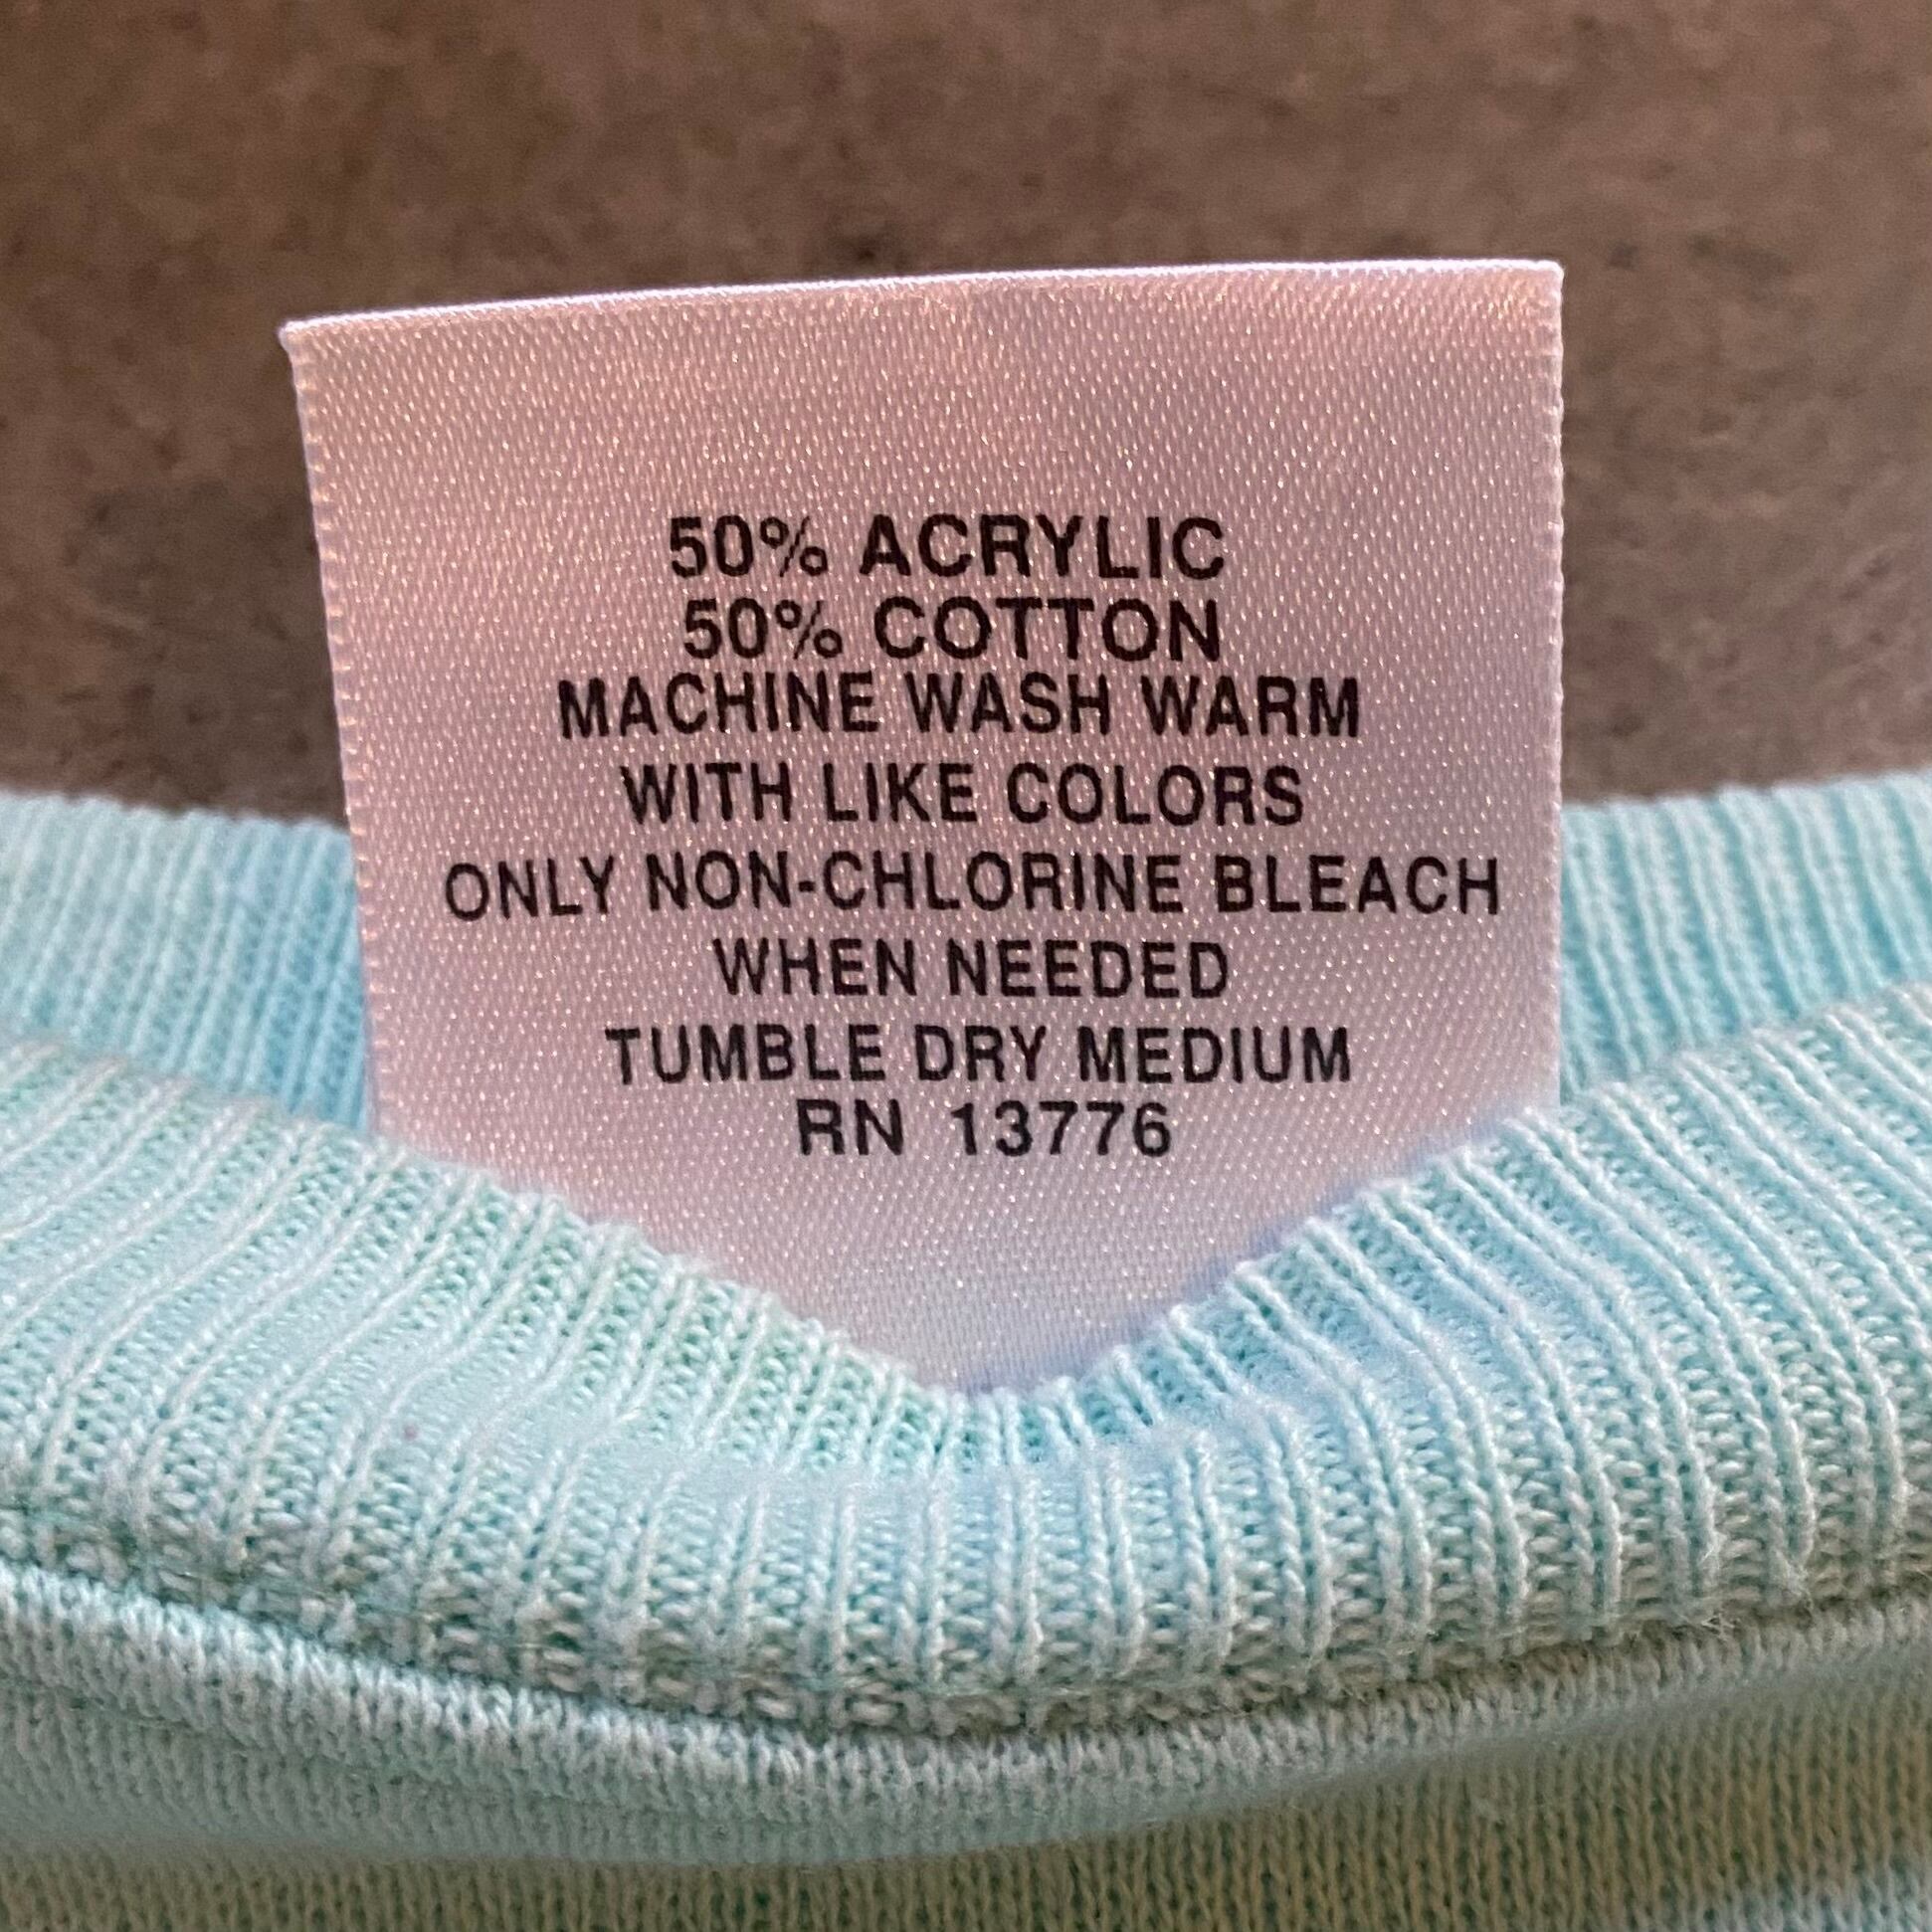 50% ACRYLIC
50% COTTON
MACHINE WASH WARM
WITH LIKE COLORS
ONLY NON-CHLORINE BLEACH
WHEN NEEDED
TUMBLE DRY MEDIUM
RN 13776